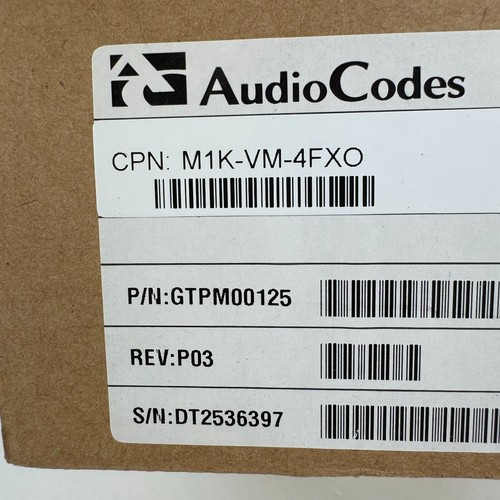 AudioCodes
CPN: M1K-VM-4FXO
P/N:GTPM00125
REV:P03
S/N:DT2536397